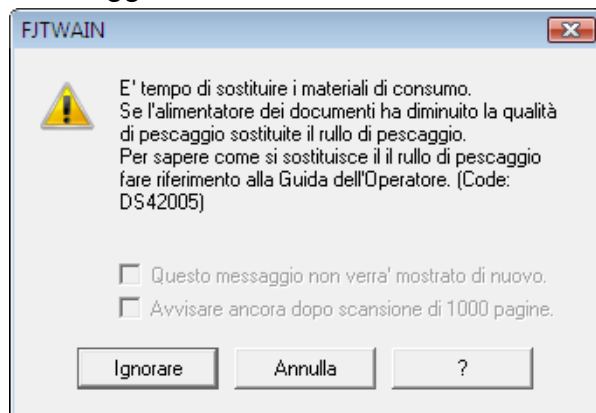 FJTWAIN
E' tempo di sostituire i materiali di consumo.
Se l'alimentatore dei documenti ha diminuito la qualità
di pescaggio sostituite il rullo di pescaggio.
Per sapere come si sostituisce il il rullo di pescaggio
fare riferimento alla Guida dell'Operatore. (Code:
DS42005)
Questo messaggio non verra' mostrato di nuovo.
Avvisare ancora dopo scansione di 1000 pagine.
Ignorare Annulla ?